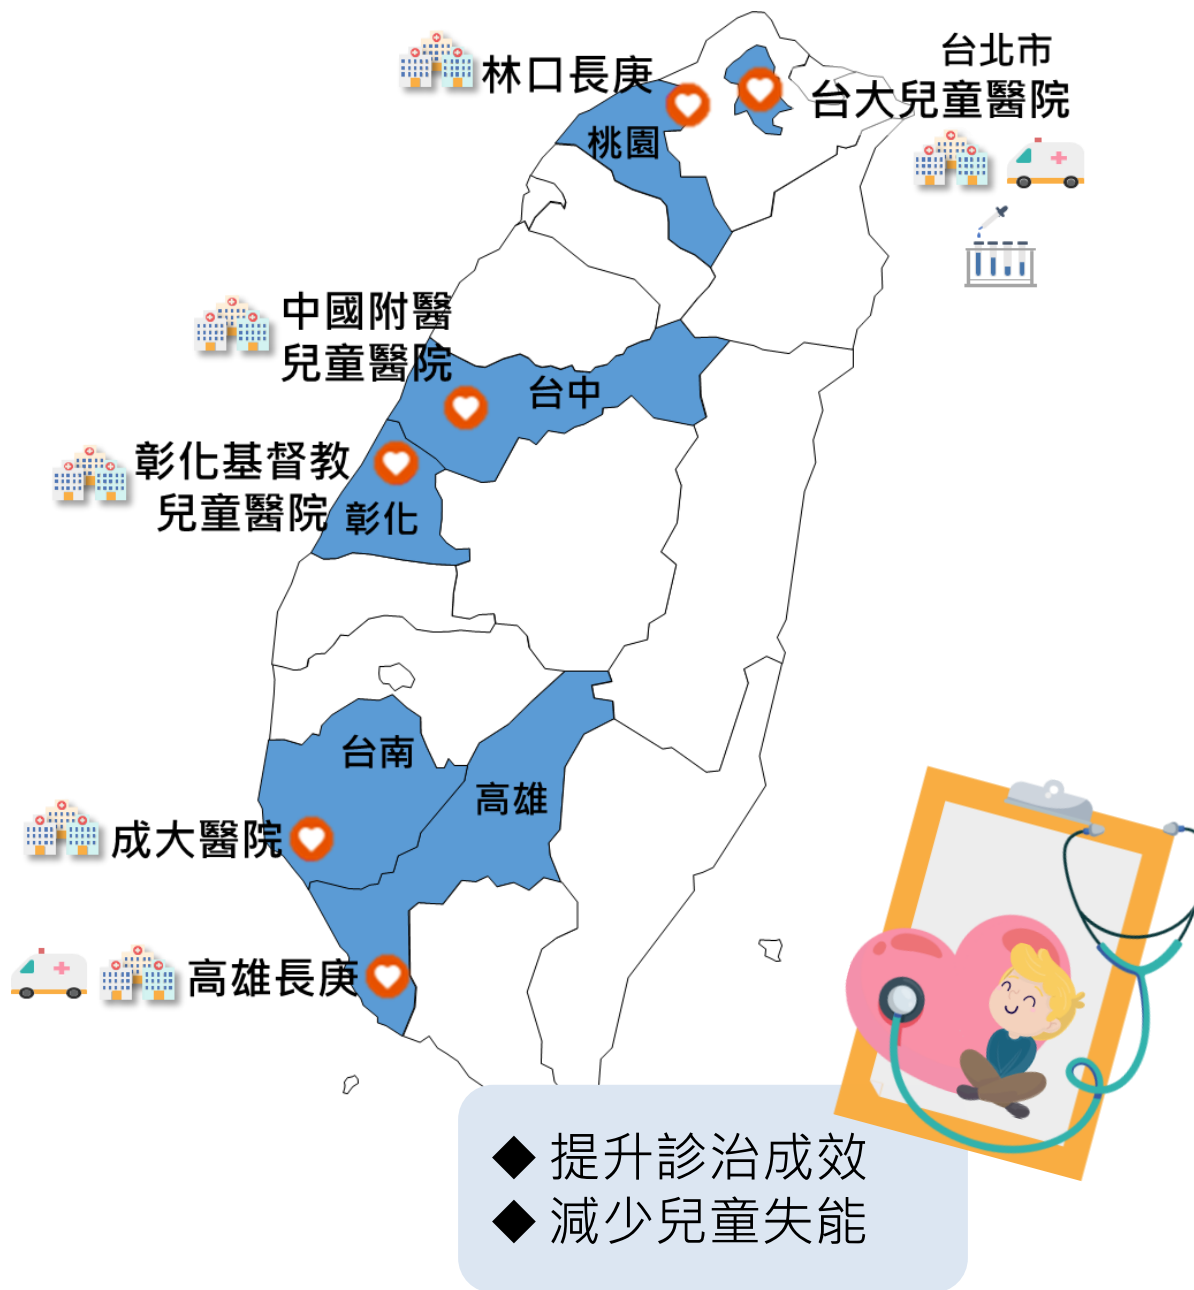 林口長庚
桃園
台北市
台大兒童醫院
中國附醫
兒童醫院
台中
彰化基督教
兒童醫院
彰化
台南
高雄
成大醫院
高雄長庚
◆ 提升診治成效
◆ 減少兒童失能